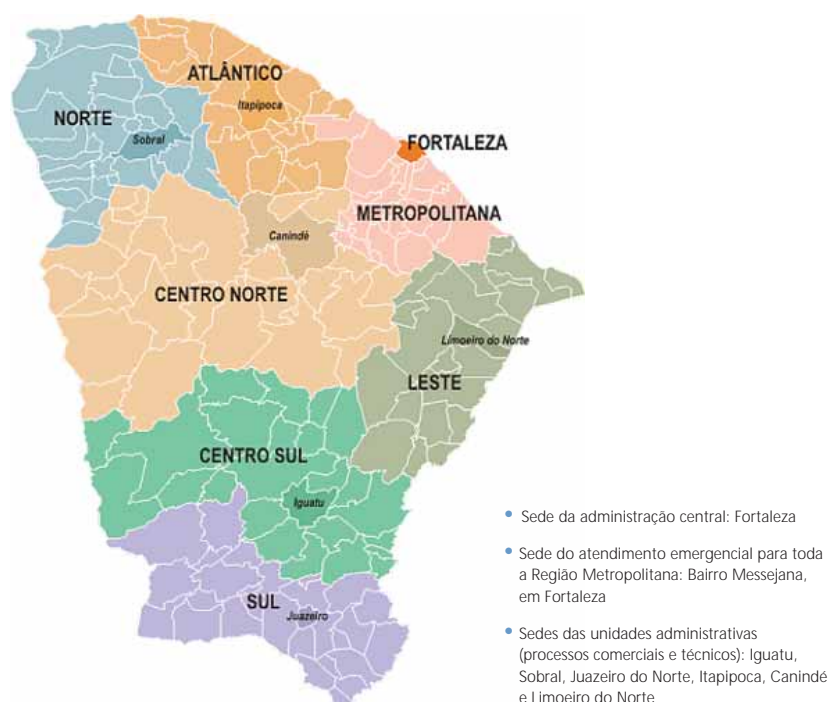 ATLÂNTICO
Itapipoca
NORTE
Sobral
FORTALEZA
METROPOLITANA
Canindé
CENTRO NORTE
Limoeiro do Norte
LESTE
CENTRO SUL
Iguatu
SUL
Juazeiro
• Sede da administração central: Fortaleza
• Sede do atendimento emergencial para toda
a Região Metropolitana: Bairro Messejana,
em Fortaleza
• Sedes das unidades administrativas
(processos comerciais e técnicos): Iguatu,
Sobral, Juazeiro do Norte, Itapipoca, Canindé
e Limoeiro do Norte